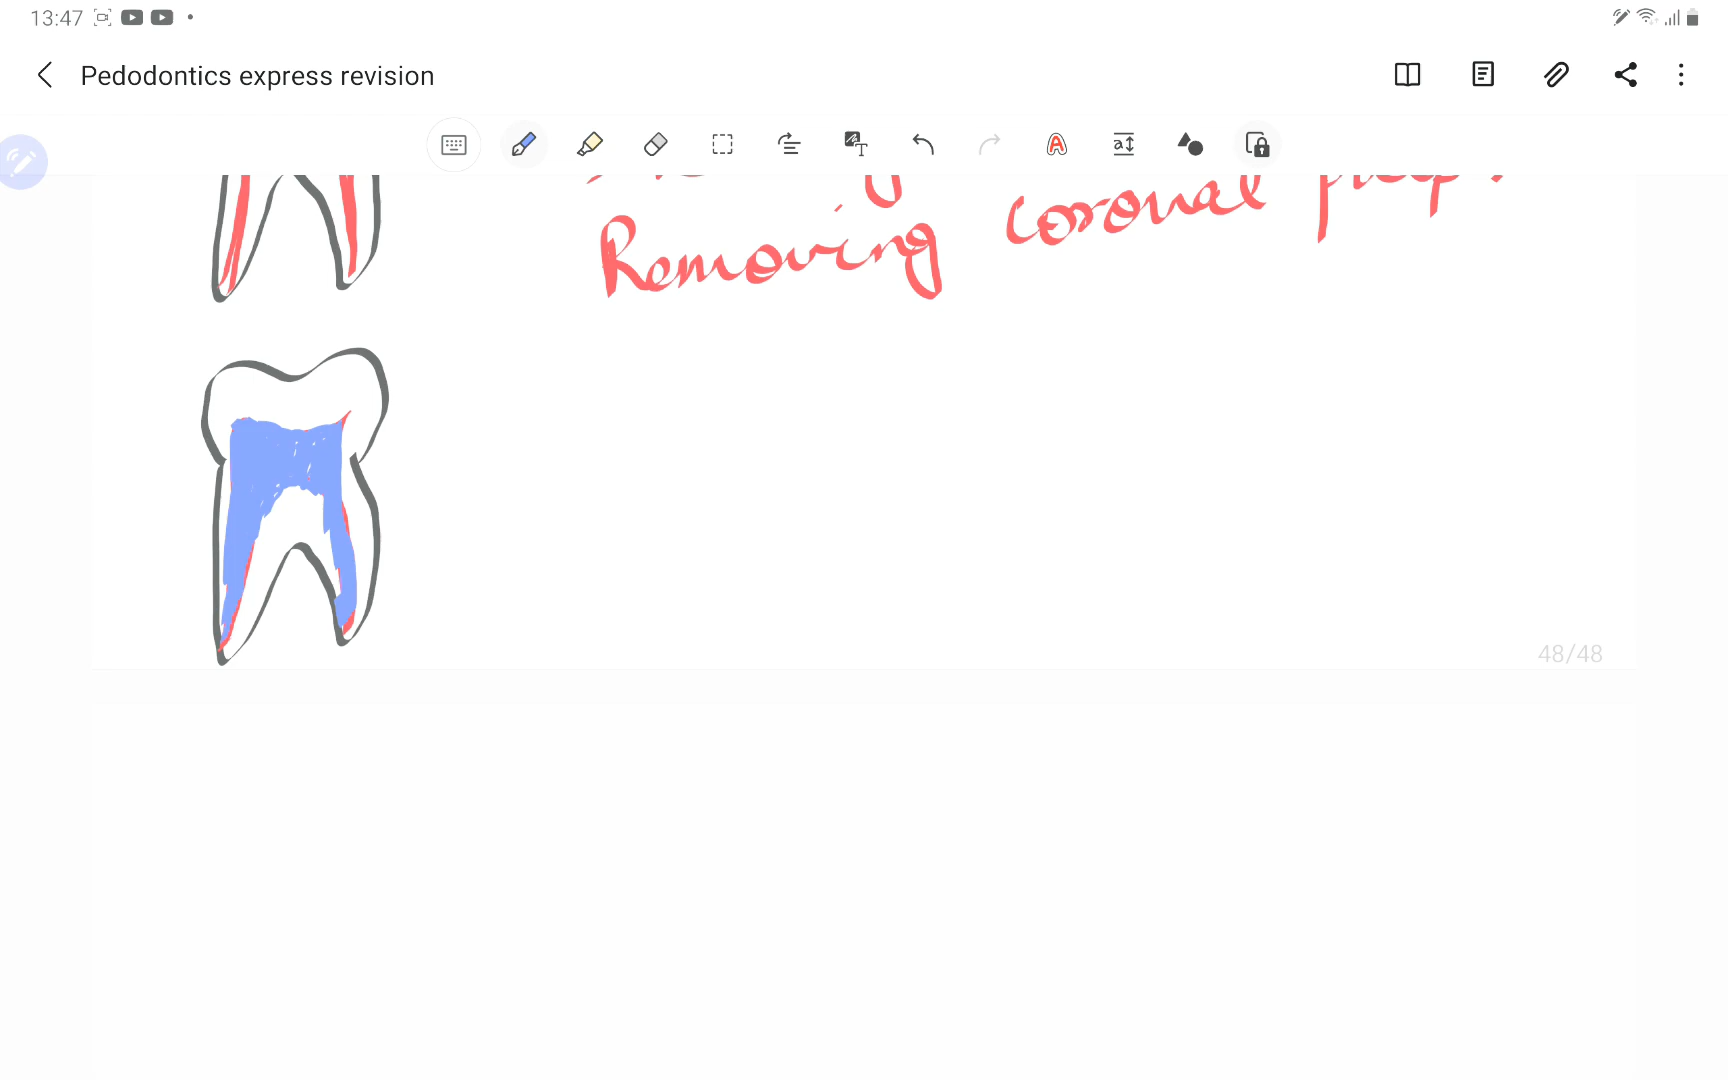 13:47
Pedodontics express revision
Removing coronal pulp.
48/48